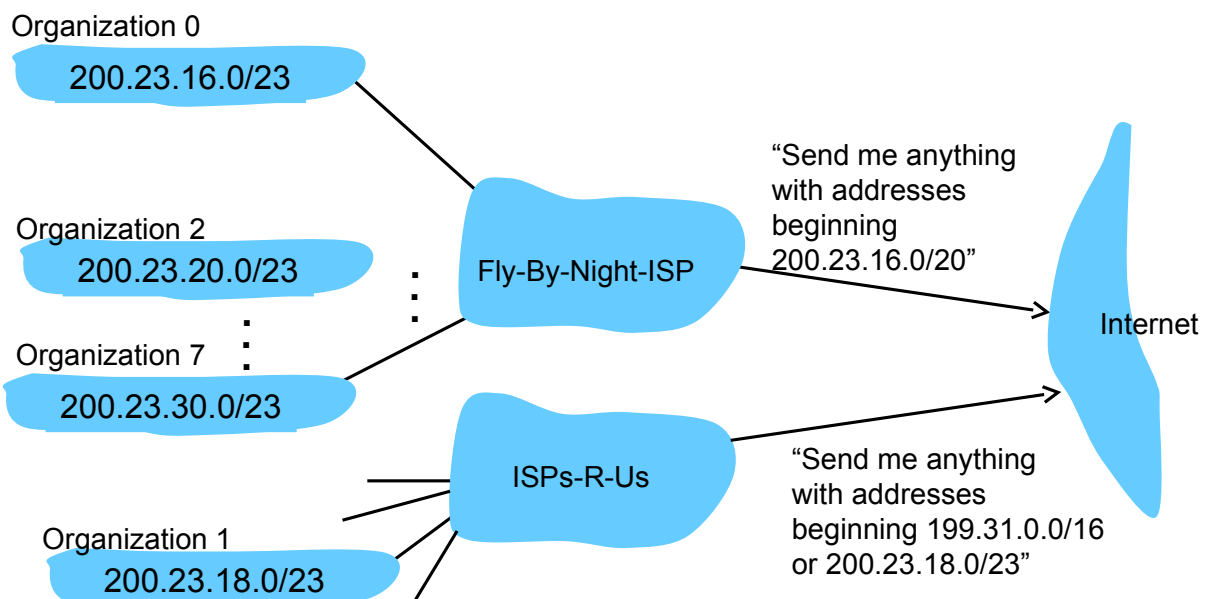 Organization 0
200.23.16.0/23
Organization 2
200.23.20.0/23
Organization 7
200.23.30.0/23
Fly-By-Night-ISP
“Send me anything
with addresses
beginning
200.23.16.0/20”
Internet
ISPs-R-Us
“Send me anything
with addresses
beginning 199.31.0.0/16
or 200.23.18.0/23”
Organization 1
200.23.18.0/23